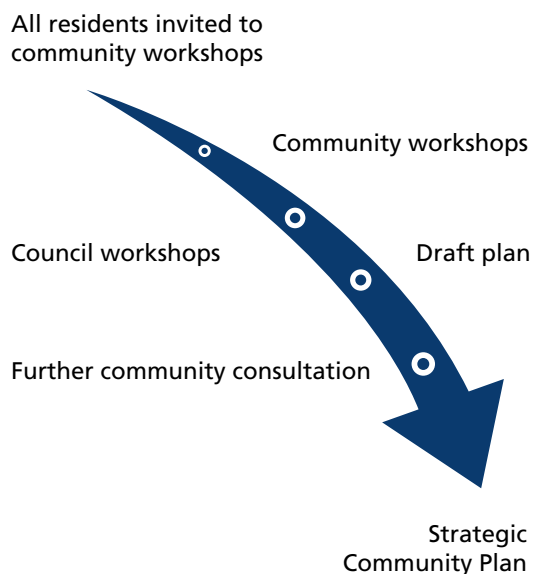 All residents invited to
community workshops
Community workshops
Council workshops
Draft plan
Further community consultation
Strategic
Community Plan